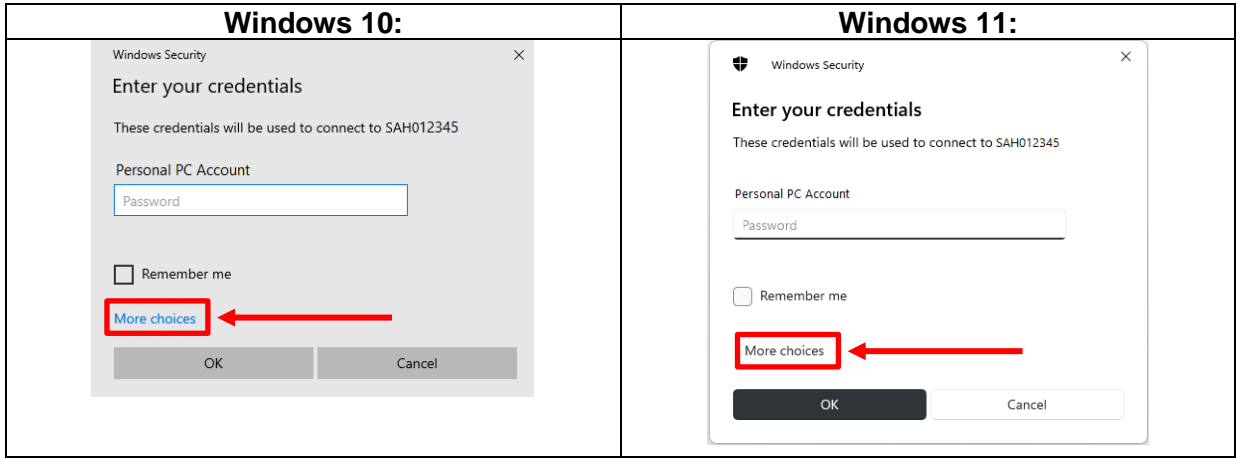 Windows 10:
Windows Security
Enter your credentials
These credentials will be used to connect to SAH012345
Personal PC Account
Password
Remember me
More choices
OK Cancel
Windows 11:
Windows Security
Enter your credentials
These credentials will be used to connect to SAH012345
Personal PC Account
Password
Remember me
More choices
OK Cancel